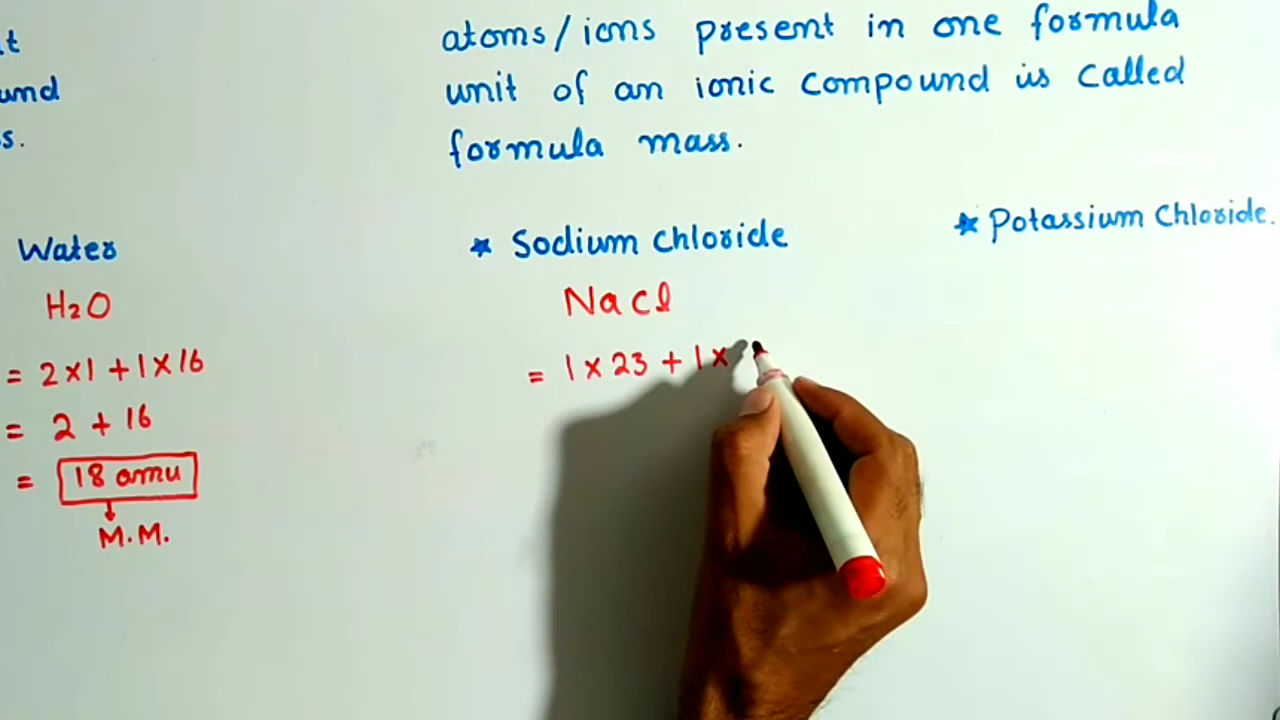 t
und
s.
atoms/ions present in one formula
unit of an ionic compound is called
formula mass.
Water
H₂O
= 2×1+1×16
= 2 + 16
= 18 amu
M.M.
★ Sodium Chloride
NaCl
= 1×23+1×
★ Potassium Chloride.